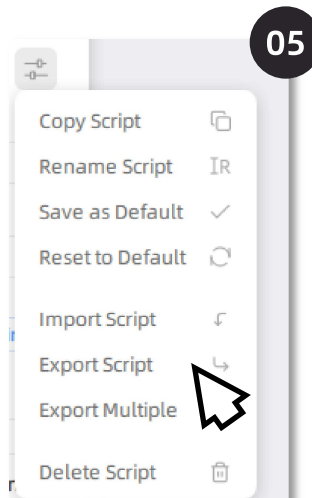 05
Copy Script
Rename Script
Save as Default
Reset to Default
Import Script
Export Script
Export Multiple
Delete Script